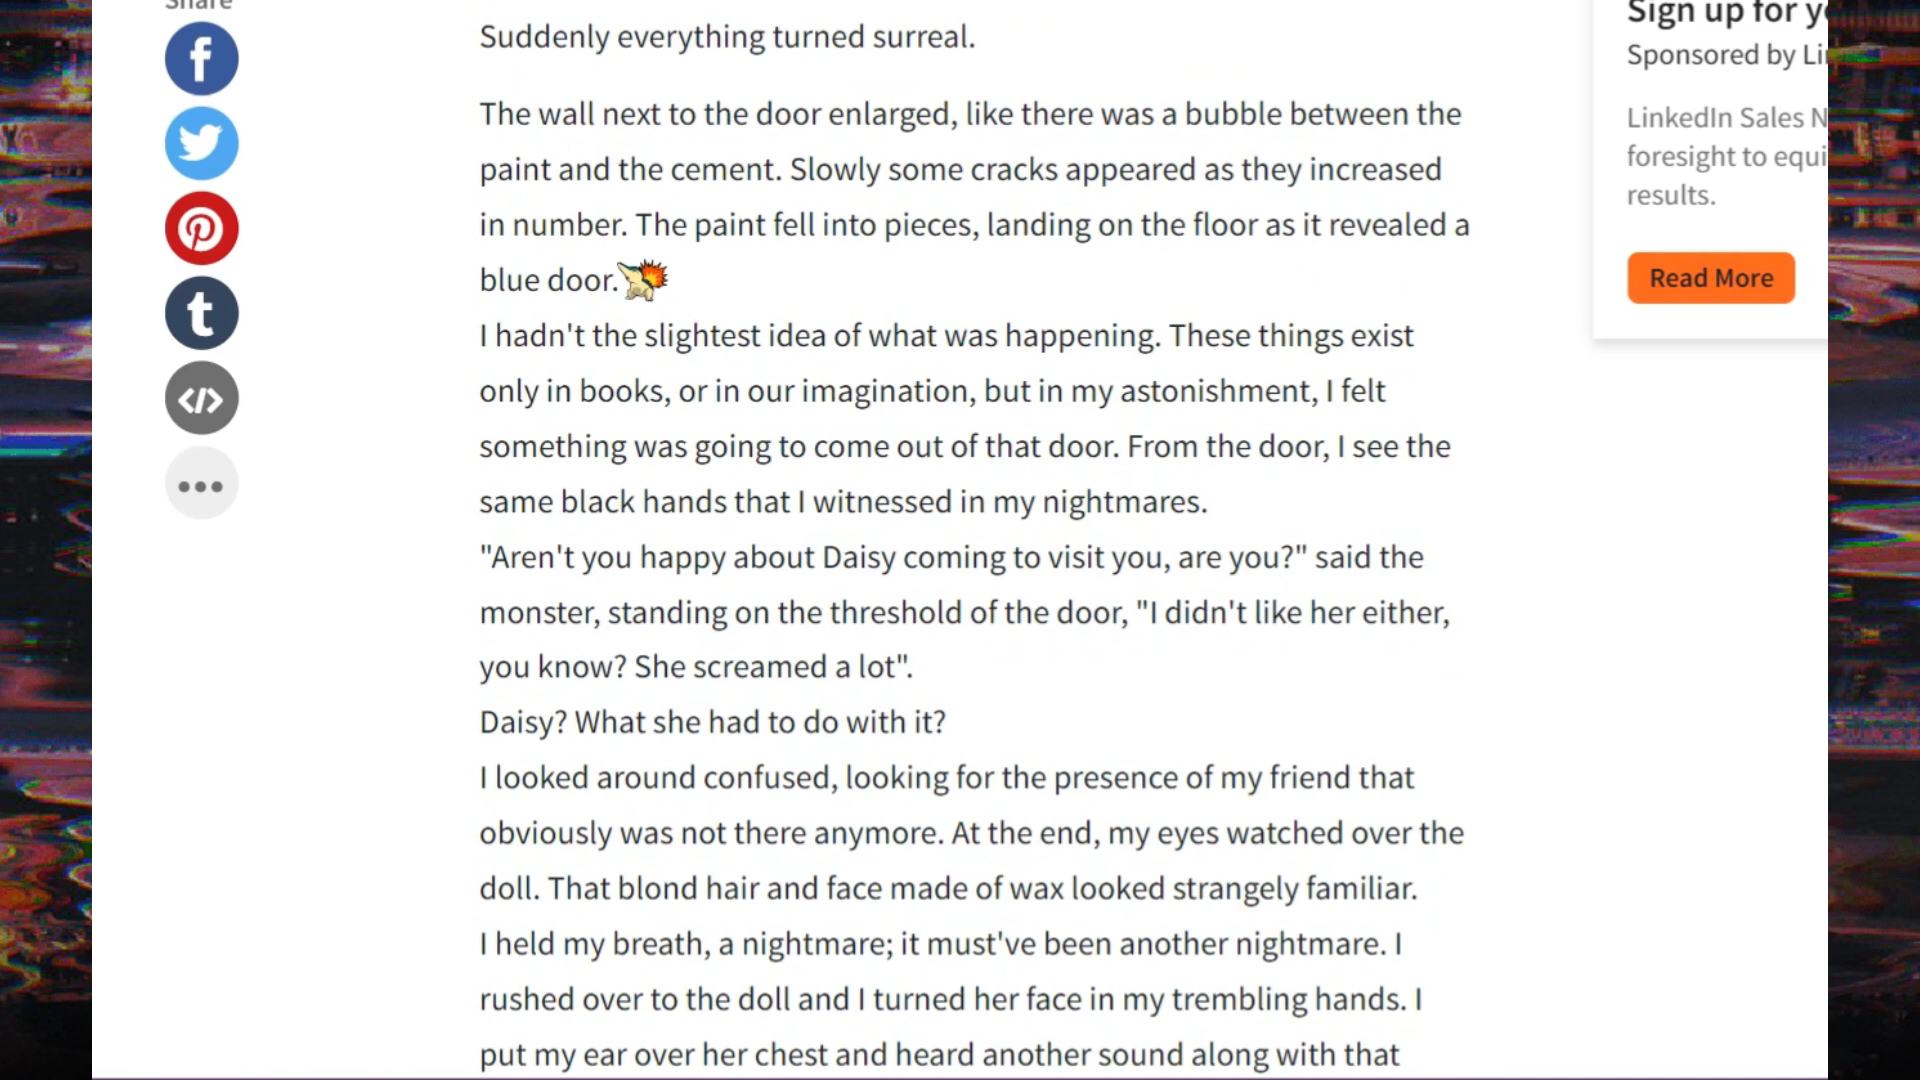 Share
Suddenly everything turned surreal.
The wall next to the door enlarged, like there was a bubble between the
paint and the cement. Slowly some cracks appeared as they increased
in number. The paint fell into pieces, landing on the floor as it revealed a
blue door.
I hadn't the slightest idea of what was happening. These things exist
only in books, or in our imagination, but in my astonishment, I felt
something was going to come out of that door. From the door, I see the
same black hands that I witnessed in my nightmares.
"Aren't you happy about Daisy coming to visit you, are you?" said the
monster, standing on the threshold of the door, "I didn't like her either,
you know? She screamed a lot".
Daisy? What she had to do with it?
I looked around confused, looking for the presence of my friend that
obviously was not there anymore. At the end, my eyes watched over the
doll. That blond hair and face made of wax looked strangely familiar.
I held my breath, a nightmare; it must've been another nightmare. I
rushed over to the doll and I turned her face in my trembling hands. I
put my ear over her chest and heard another sound along with that
Sign up for y
Sponsored by Li
LinkedIn Sales N
foresight to equi
results.
Read More